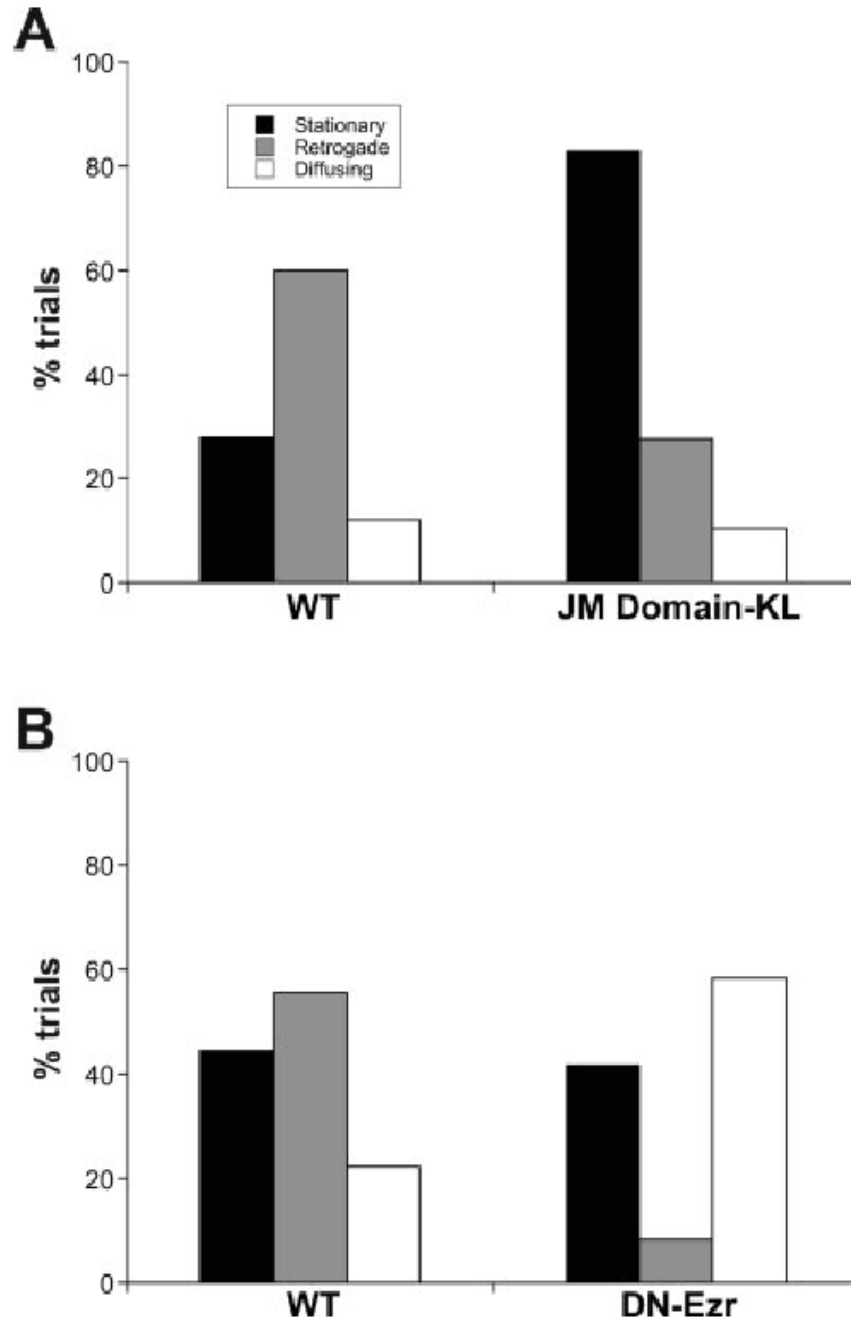 A
100
80
60
40
20
0
% trials
Stationary
Retrogade
Diffusing
WT JM Domain-KL
B
100
80
60
40
20
0
% trials
WT DN-Ezr